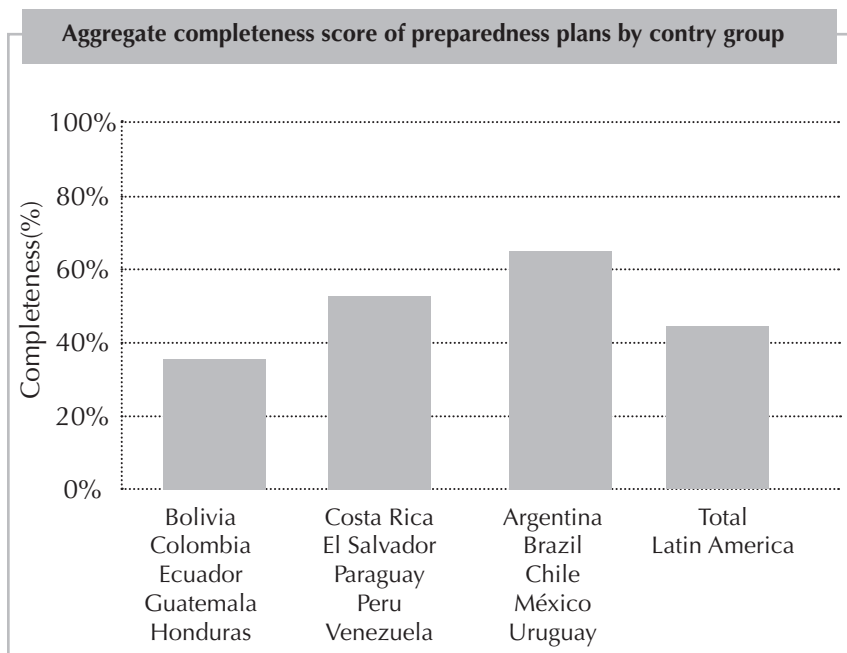 Aggregate completeness score of preparedness plans by contry group
Completeness(%)
100%
80%
60%
40%
20%
0%
Bolivia
Colombia
Ecuador
Guatemala
Honduras
Costa Rica
El Salvador
Paraguay
Peru
Venezuela
Argentina
Brazil
Chile
México
Uruguay
Total
Latin America